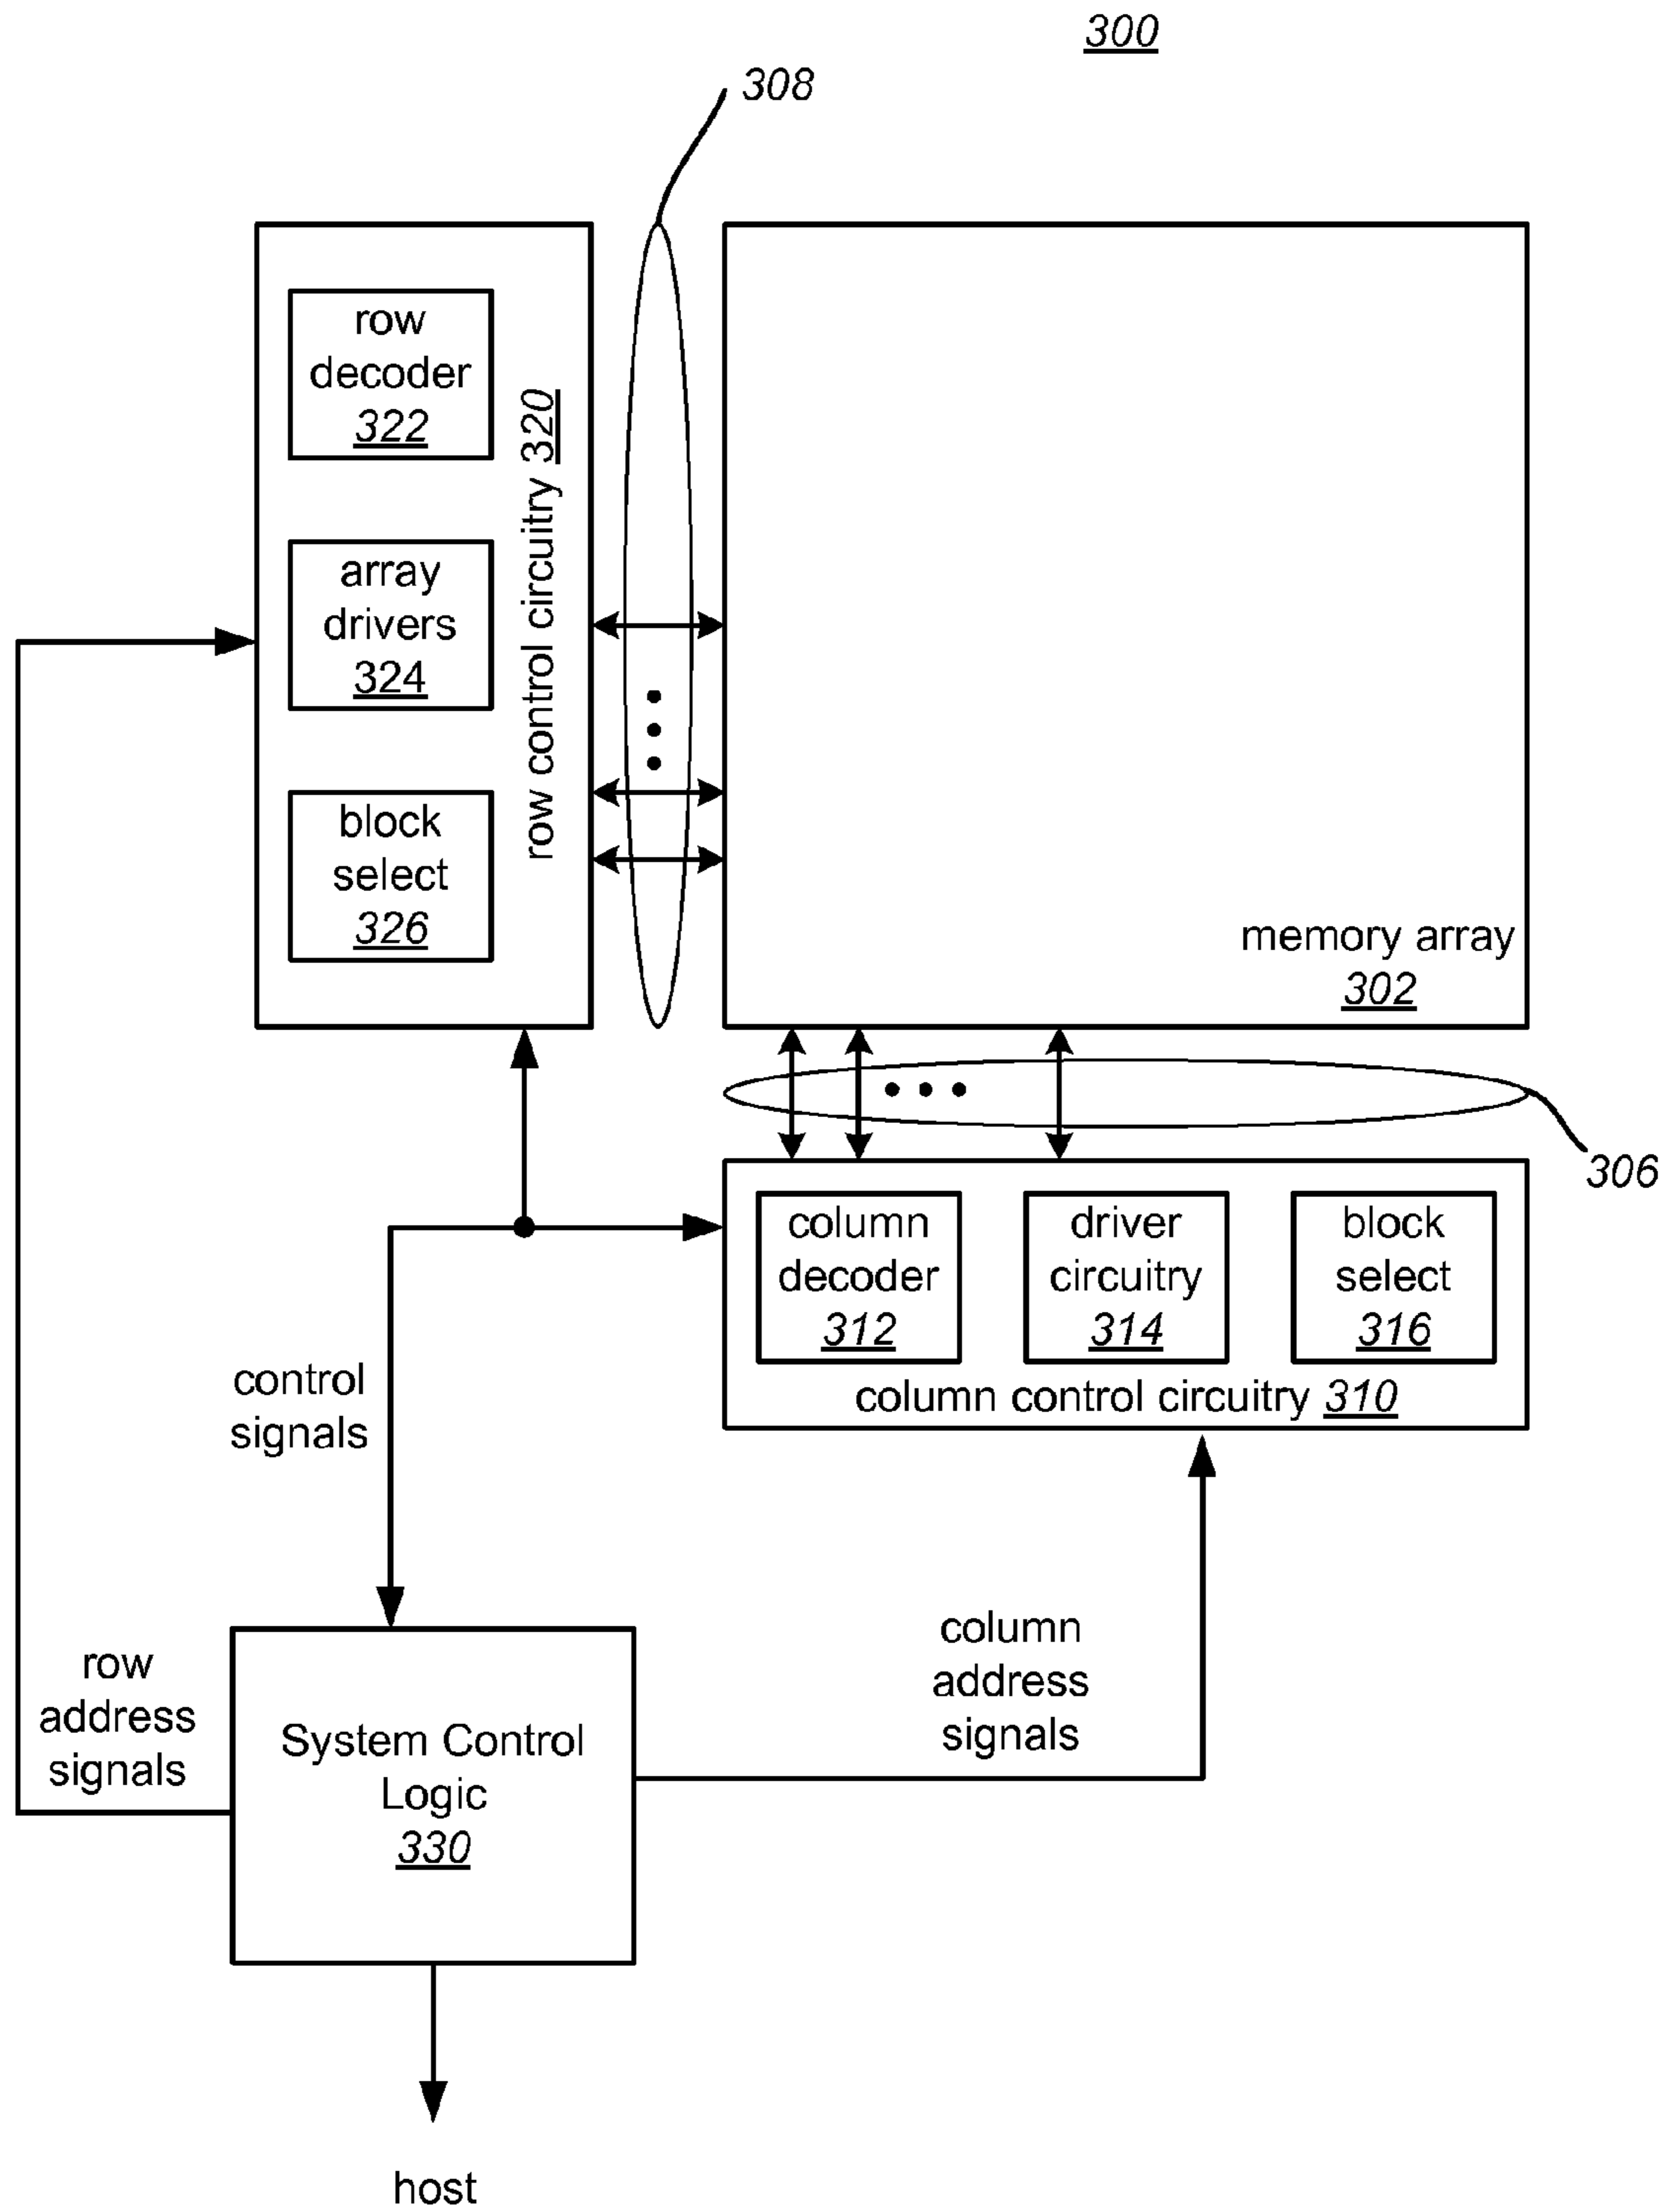 300
308
row
decoder
322
array
drivers
324
block
select
326
row control circuitry 320
memory array
302
306
column
decoder
312
driver
circuitry
314
block
select
316
column control circuitry 310
control
signals
row
address
signals
System Control
Logic
330
column
address
signals
host